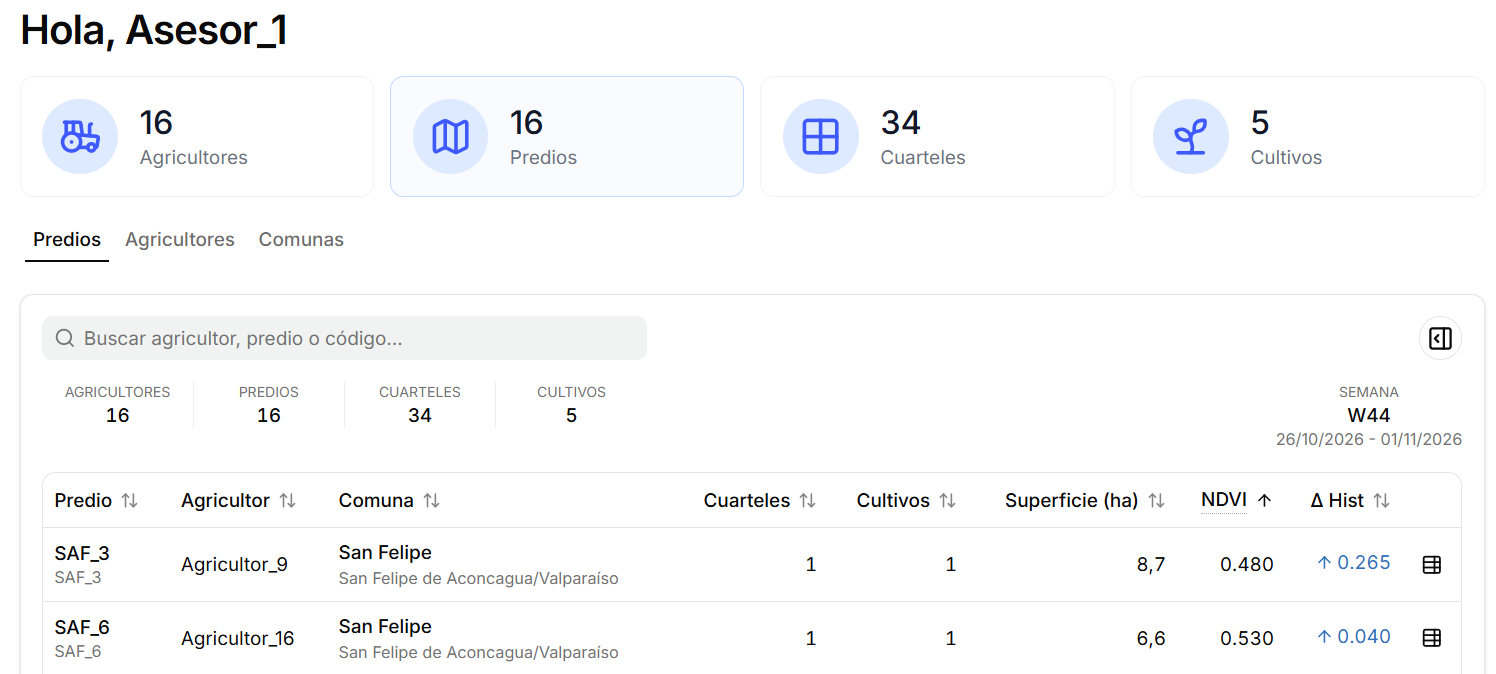 Hola, Asesor_1
16
Agricultores
16
Predios
34
Cuarteles
5
Cultivos
Predios Agricultores Comunas
Buscar agricultor, predio o código...
AGRICULTORES PREDIOS CUARTELES CULTIVOS SEMANA
16 16 34 5 W44
26/10/2026 - 01/11/2026
Predio Agricultor Comuna Cuarteles Cultivos Superficie (ha) NDVI ↑ Δ Hist
SAF_3 Agricultor_9 San Felipe 1 1 8,7 0.480 ↑ 0.265
SAF_3 San Felipe de Aconcagua/Valparaíso
SAF_6 Agricultor_16 San Felipe 1 1 6,6 0.530 ↑ 0.040
SAF_6 San Felipe de Aconcagua/Valparaíso